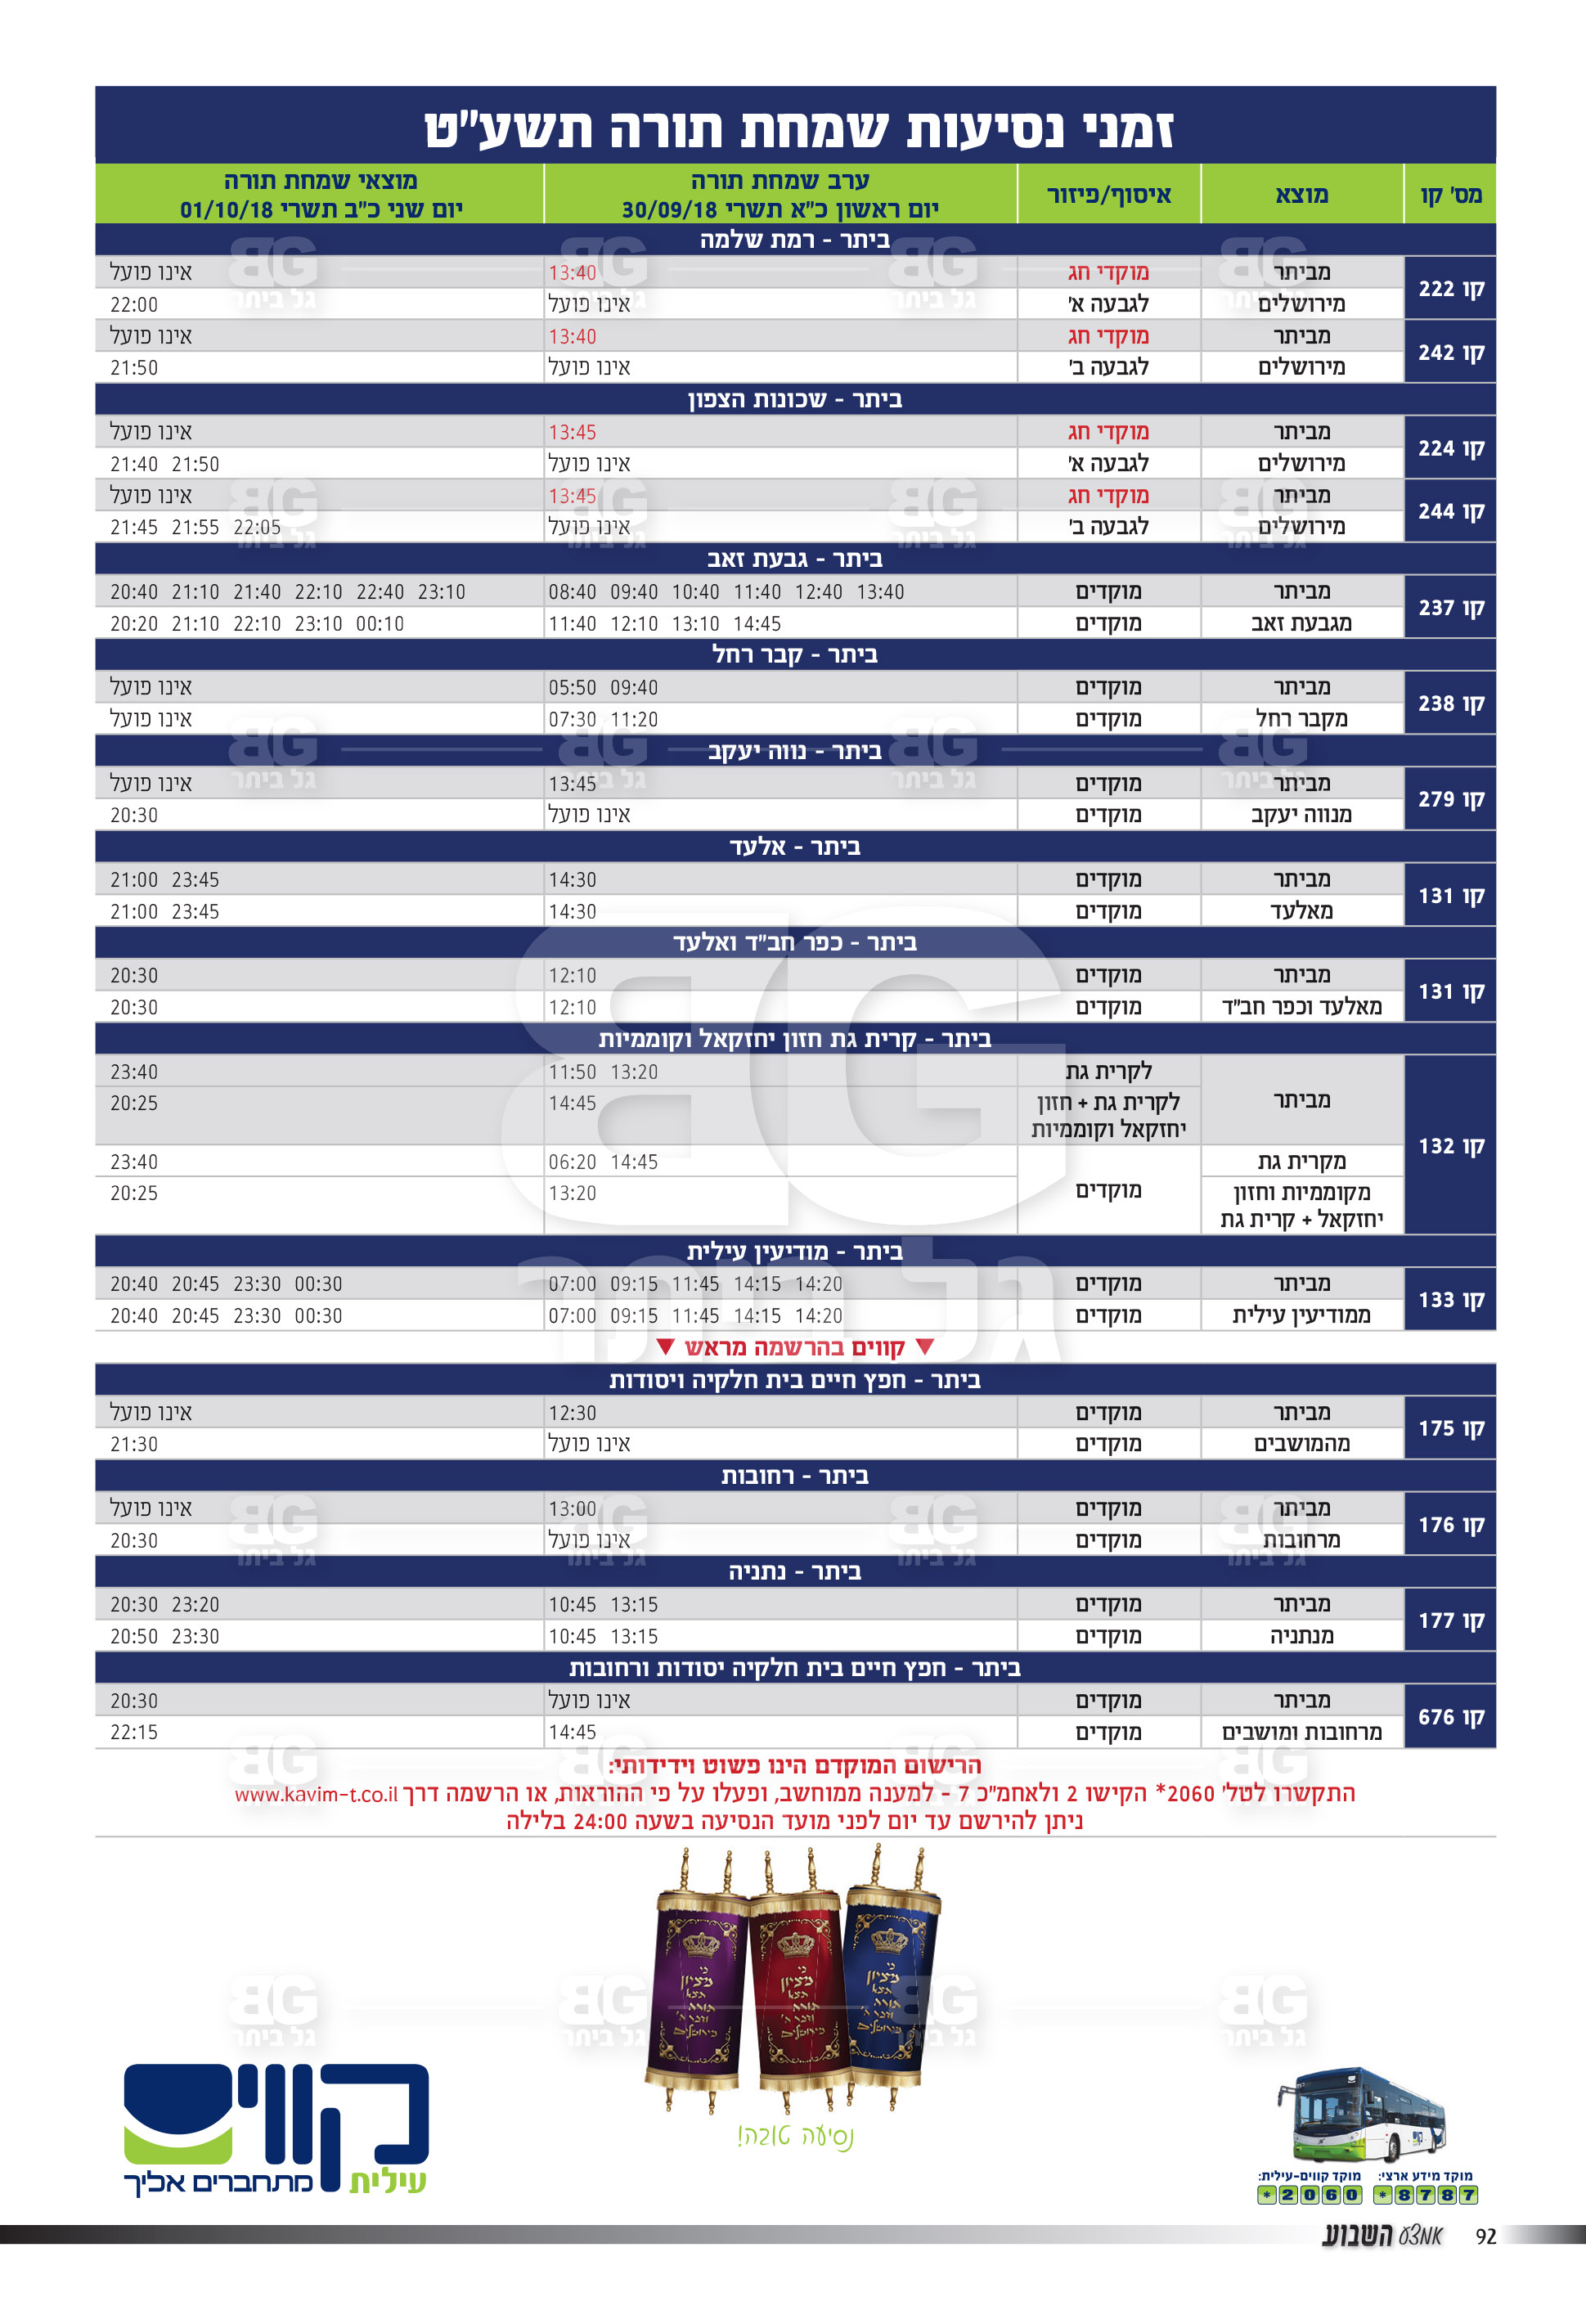 זמני נסיעות שמחת תורה תשע"ט
מס' קו מוצא איסוף/פיזור ערב שמחת תורה יום ראשון כ"א תשרי 30/09/18 מוצאי שמחת תורה יום שני כ"ב תשרי 01/10/18
ביתר - רמת שלמה
קו 222
מביתר מוקדי חג 13:40 אינו פועל
מירושלים לגבעה א' אינו פועל 22:00
קו 242
מביתר מוקדי חג 13:40 אינו פועל
מירושלים לגבעה ב' אינו פועל 21:50
ביתר - שכונות הצפון
קו 224
מביתר מוקדי חג 13:45 אינו פועל
מירושלים לגבעה א' אינו פועל 21:40 21:50
קו 244
מביתר מוקדי חג 13:45 אינו פועל
מירושלים לגבעה ב' אינו פועל 21:45 21:55 22:05
ביתר - גבעת זאב
קו 237
מביתר מוקדים 08:40 09:40 10:40 11:40 12:40 13:40 20:40 21:10 21:40 22:10 22:40 23:10
מגבעת זאב מוקדים 11:40 12:10 13:10 14:45 20:20 21:10 22:10 23:10 00:10
ביתר - קבר רחל
קו 238
מביתר מוקדים 05:50 09:40 אינו פועל
מקבר רחל מוקדים 07:30 11:20 אינו פועל
ביתר - נווה יעקב
קו 279
מביתר מוקדים 13:45 אינו פועל
מנווה יעקב מוקדים אינו פועל 20:30
ביתר - אלעד
קו 131
מביתר מוקדים 14:30 21:00 23:45
מאלעד מוקדים 14:30 21:00 23:45
ביתר - כפר חב"ד ואלעד
קו 131
מביתר מוקדים 12:10 20:30
מאלעד וכפר חב"ד מוקדים 12:10 20:30
ביתר - קרית גת חזון יחזקאל וקוממיות
קו 132
מביתר לקרית גת 11:50 13:20 23:40
לקרית גת + חזון יחזקאל וקוממיות 14:45 20:25
מקרית גת מוקדים 06:20 14:45 23:40
מקוממיות וחזון יחזקאל + קרית גת 13:20 20:25
ביתר - מודיעין עילית
קו 133
מביתר מוקדים 07:00 09:15 11:45 14:15 14:20 20:40 20:45 23:30 00:30
ממודיעין עילית מוקדים 07:00 09:15 11:45 14:15 14:20 20:40 20:45 23:30 00:30
▼ קווים בהרשמה מראש ▼
ביתר - חפץ חיים בית חלקיה ויסודות
קו 175
מביתר מוקדים 12:30 אינו פועל
מהמושבים מוקדים אינו פועל 21:30
ביתר - רחובות
קו 176
מביתר מוקדים 13:00 אינו פועל
מרחובות מוקדים אינו פועל 20:30
ביתר - נתניה
קו 177
מביתר מוקדים 10:45 13:15 20:30 23:20
מנתניה מוקדים 10:45 13:15 20:50 23:30
ביתר - חפץ חיים בית חלקיה יסודות ורחובות
קו 676
מביתר מוקדים אינו פועל 20:30
מרחובות ומושבים מוקדים 14:45 22:15
הרישום המוקדם הינו פשוט וידידותי:
התקשרו לטל' 2060* הקישו 2 ולאחמ"כ 7 - למענה ממוחשב, ופעלו על פי ההוראות, או הרשמה דרך www.kavim-t.co.il
ניתן להירשם עד יום לפני מועד הנסיעה בשעה 24:00 בלילה
כי מציון תצא תורה ודבר ה' מירושלים
כי מציון תצא תורה ודבר ה' מירושלים
כי מציון תצא תורה ודבר ה' מירושלים
נסיעה טובה!
קווים
עילית מתחברים אליך
מוקד מידע ארצי: *8787
מוקד קווים-עילית: *2060
92 אמצע השבוע
BG
גל ביתר